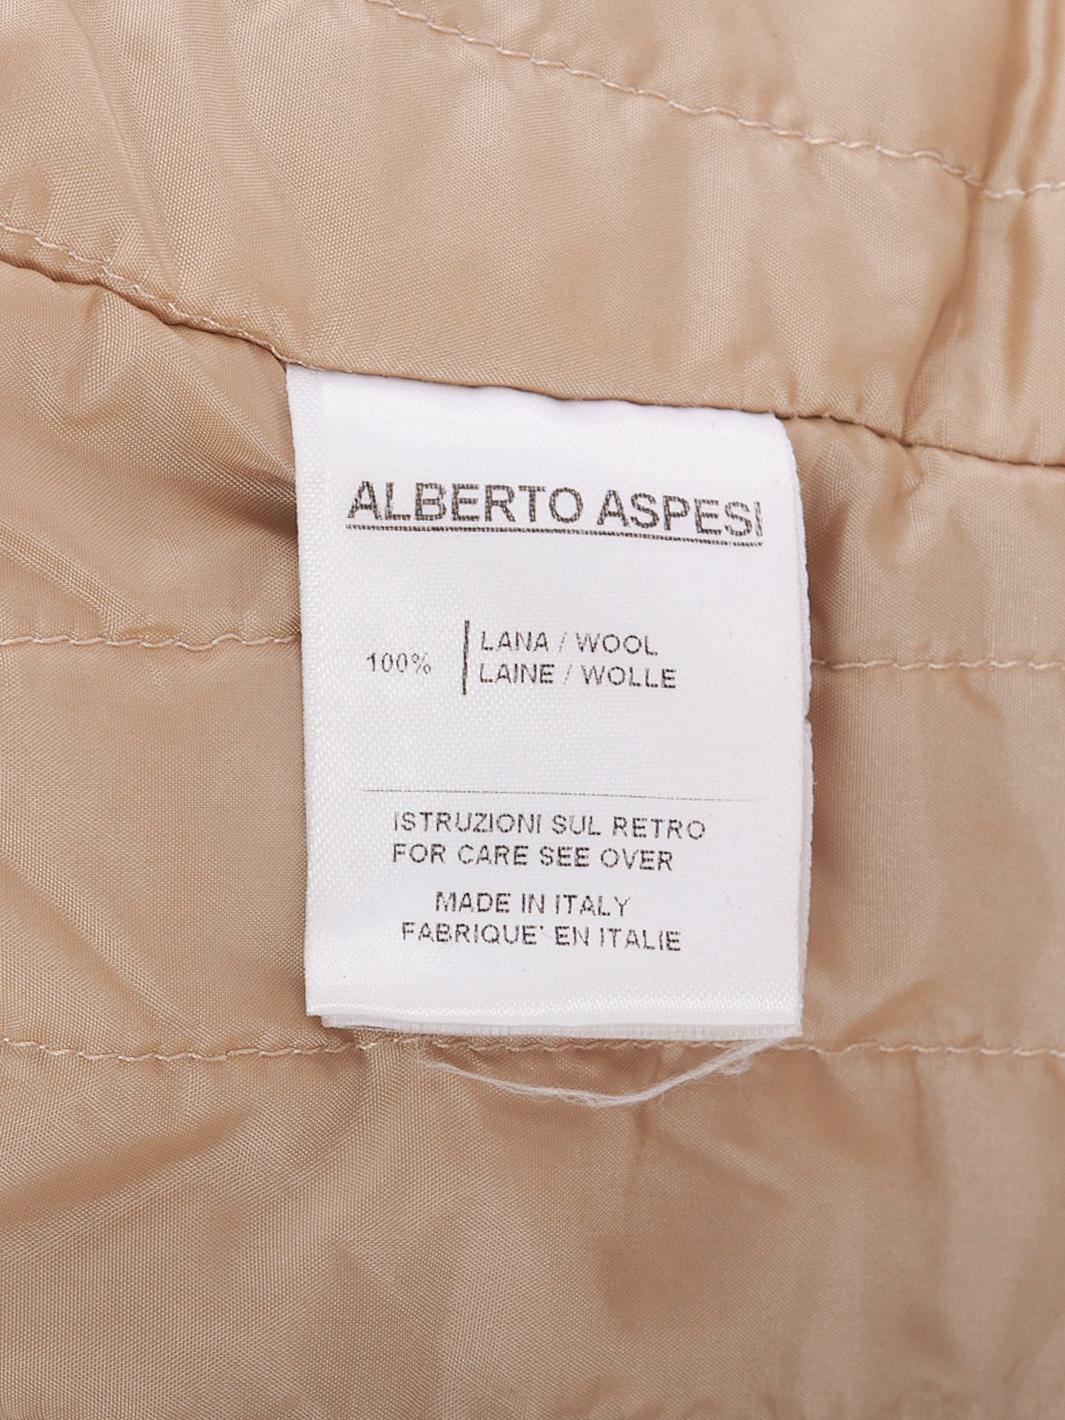 ALBERTO ASPESI
100%
LANA / WOOL
LAINE / WOLLE
ISTRUZIONI SUL RETRO
FOR CARE SEE OVER
MADE IN ITALY
FABRIQUE' EN ITALIE